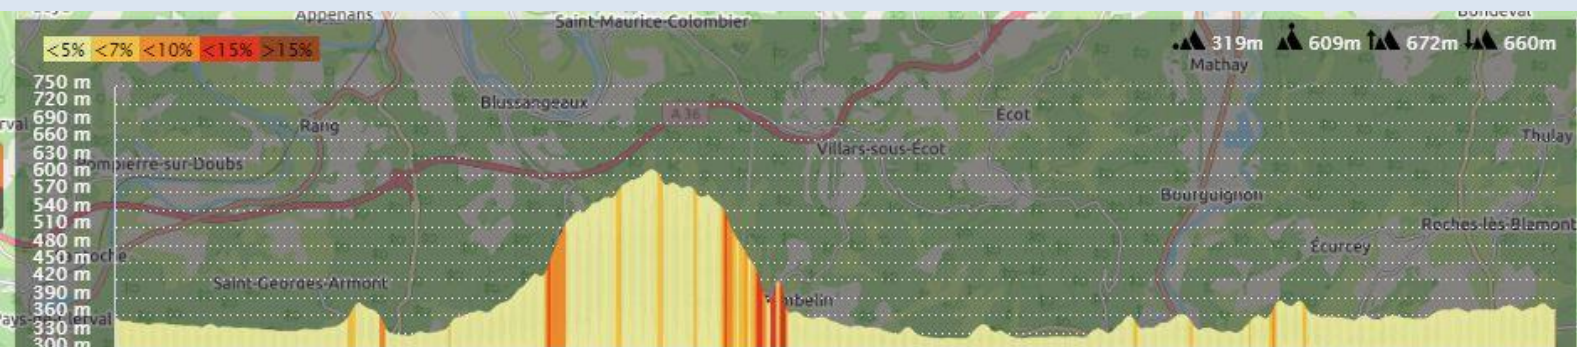 Appenans
Saint-Maurice-Colombier
Bondeval
<5% <7% <10% <15% >15%
319m 609m 672m 660m
Mathay
750 m
720 m
690 m
660 m
630 m
600 m
570 m
540 m
510 m
480 m
450 m
420 m
390 m
360 m
330 m
300 m
Blussangeaux
A 36
Écot
Rang
Thulay
Villars-sous-Écot
Pompierre-sur-Doubs
Bourguignon
Roches-lès-Blamont
Écurcey
Saint-Georges-Armont